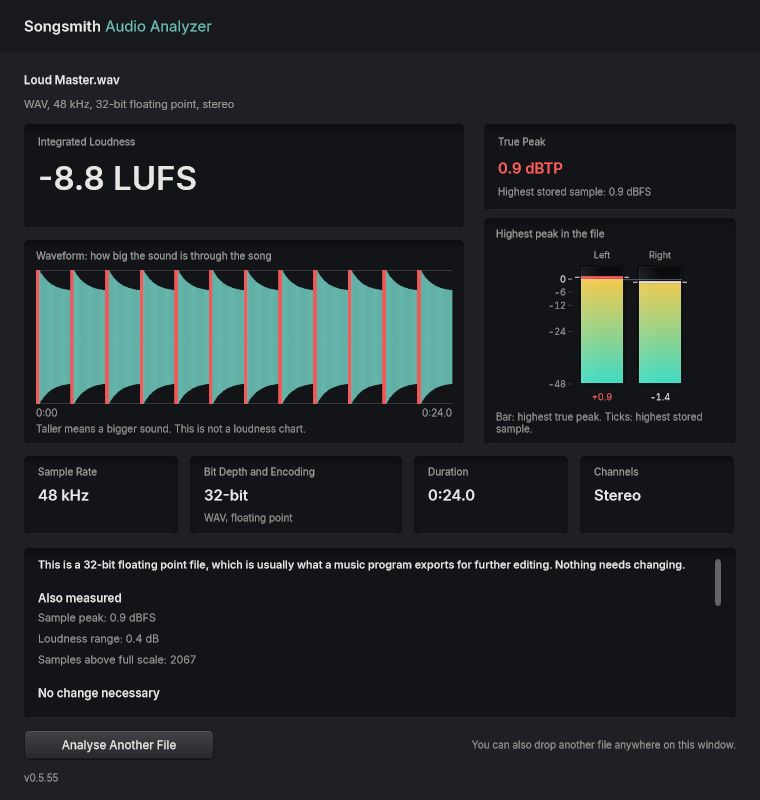 Songsmith Audio Analyzer
Loud Master.wav
WAV, 48 kHz, 32-bit floating point, stereo
Integrated Loudness
-8.8 LUFS
True Peak
0.9 dBTP
Highest stored sample: 0.9 dBFS
Waveform: how big the sound is through the song
0:00
0:24.0
Taller means a bigger sound. This is not a loudness chart.
Highest peak in the file
Left
Right
0
-6
-12
-24
-48
+0.9
-1.4
Bar: highest true peak. Ticks: highest stored
sample.
Sample Rate
48 kHz
Bit Depth and Encoding
32-bit
WAV, floating point
Duration
0:24.0
Channels
Stereo
This is a 32-bit floating point file, which is usually what a music program exports for further editing. Nothing needs changing.
Also measured
Sample peak: 0.9 dBFS
Loudness range: 0.4 dB
Samples above full scale: 2067
No change necessary
Analyse Another File
You can also drop another file anywhere on this window.
v0.5.55